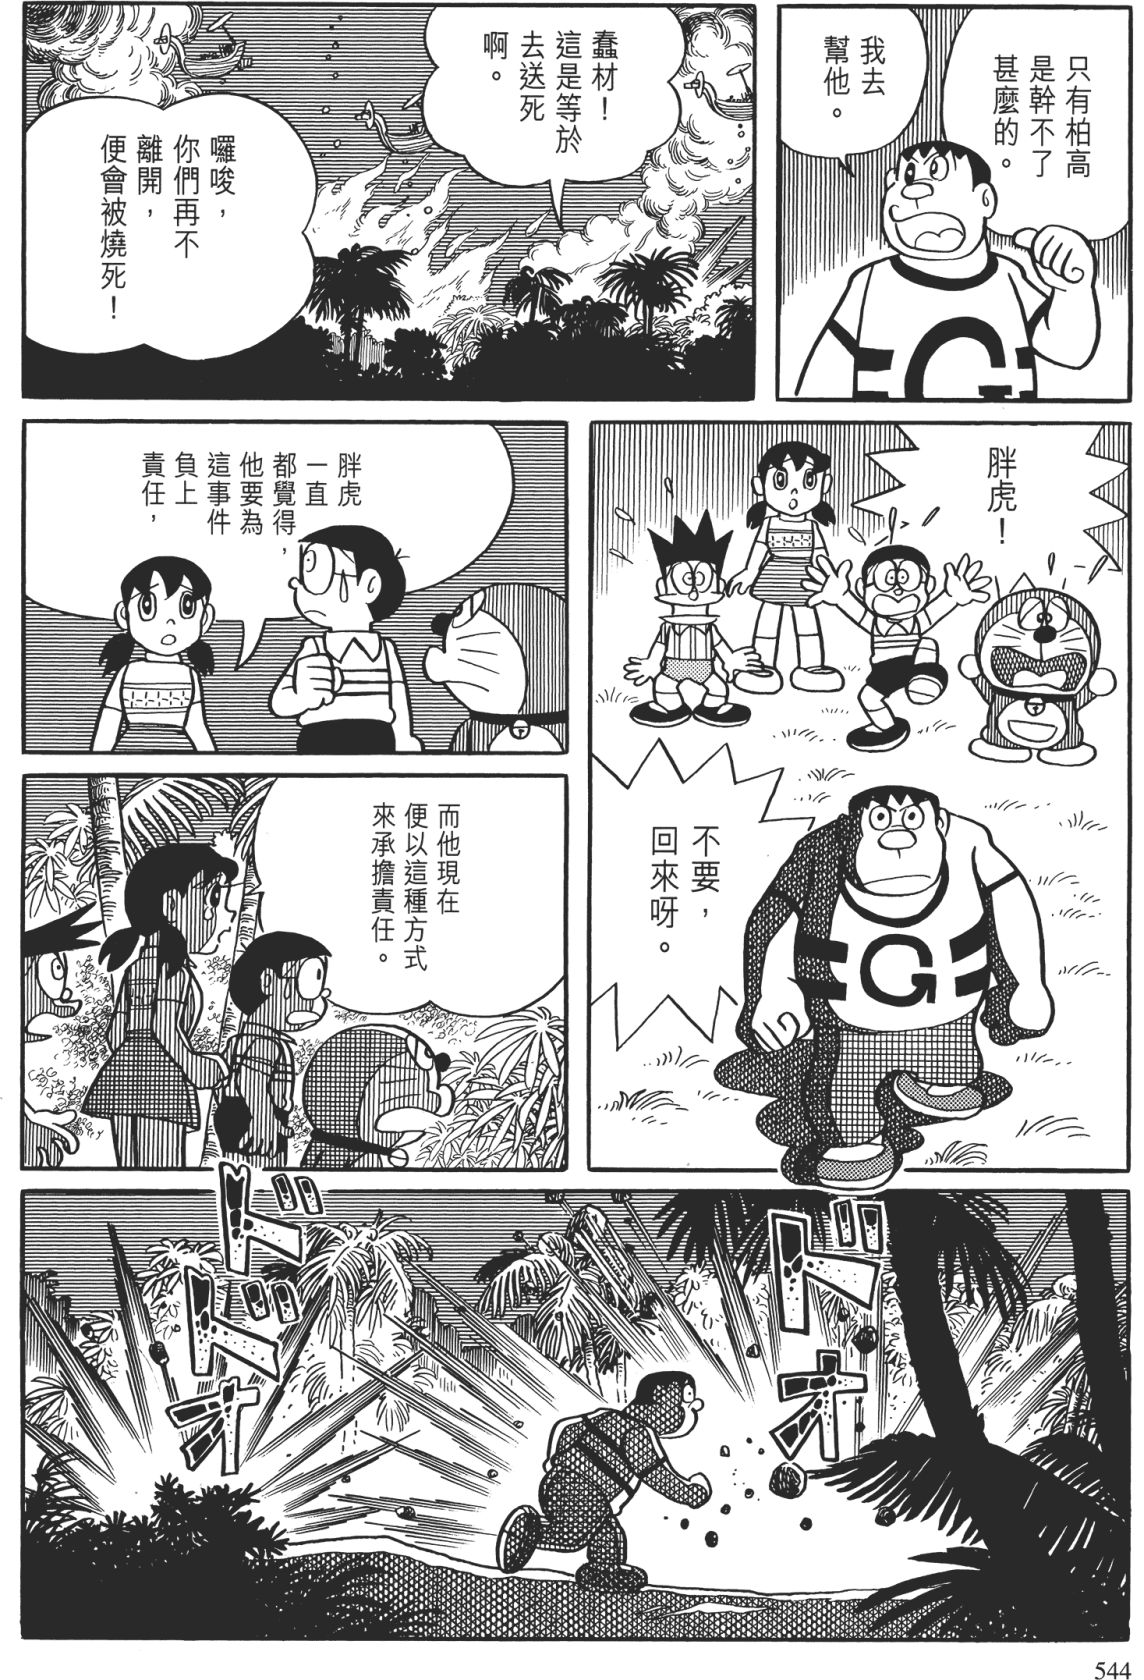 只有柏高
是幹不了
甚麼的。
我去
幫他。
蠢材！
這是等於
去送死
啊。
囉唆，
你們再不
離開，
便會被燒死！
胖虎！
不要，
回來呀。
胖虎
一直
都覺得，
他要為
這事件
負上
責任，
而他現在
便以這種方式
來承擔責任。
G
G
ドドオ
ドドオ
544